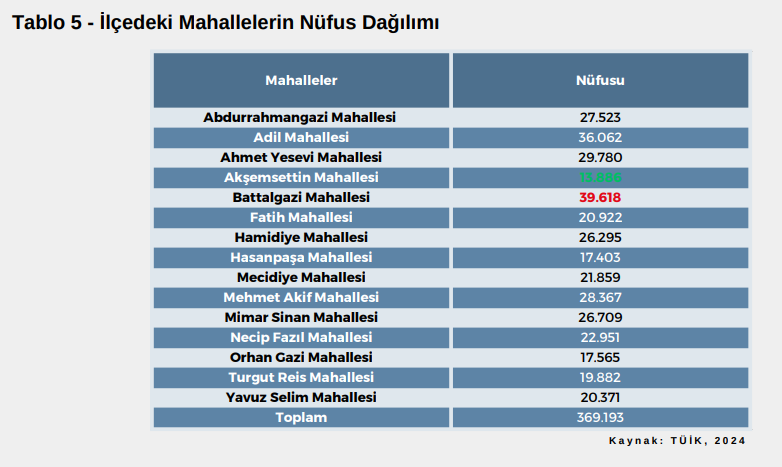 Tablo 5 - İlçedeki Mahallelerin Nüfus Dağılımı
Mahalleler Nüfusu
Abdurrahmangazi Mahallesi 27.523
Adil Mahallesi 36.062
Ahmet Yesevi Mahallesi 29.780
Akşemsettin Mahallesi 13.886
Battalgazi Mahallesi 39.618
Fatih Mahallesi 20.922
Hamidiye Mahallesi 26.295
Hasanpaşa Mahallesi 17.403
Mecidiye Mahallesi 21.859
Mehmet Akif Mahallesi 28.367
Mimar Sinan Mahallesi 26.709
Necip Fazıl Mahallesi 22.951
Orhan Gazi Mahallesi 17.565
Turgut Reis Mahallesi 19.882
Yavuz Selim Mahallesi 20.371
Toplam 369.193
Kaynak: TÜİK, 2024